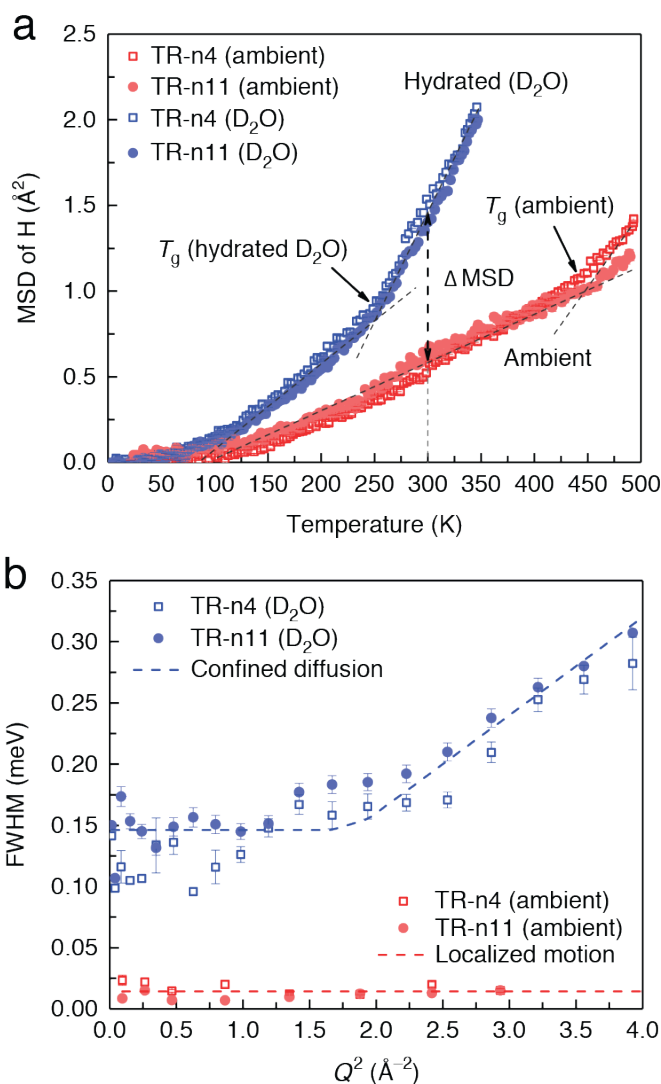 a
2.5
2.0
1.5
1.0
0.5
0.0
MSD of H (Å²)
TR-n4 (ambient)
TR-n11 (ambient)
TR-n4 (D₂O)
TR-n11 (D₂O)
Hydrated (D₂O)
Tg (ambient)
Tg (hydrated D₂O)
Δ MSD
Ambient
0 50 100 150 200 250 300 350 400 450 500
Temperature (K)
b
0.35
0.30
0.25
0.20
0.15
0.10
0.05
0.00
FWHM (meV)
TR-n4 (D₂O)
TR-n11 (D₂O)
Confined diffusion
TR-n4 (ambient)
TR-n11 (ambient)
Localized motion
0.0 0.5 1.0 1.5 2.0 2.5 3.0 3.5 4.0
Q² (Å⁻²)